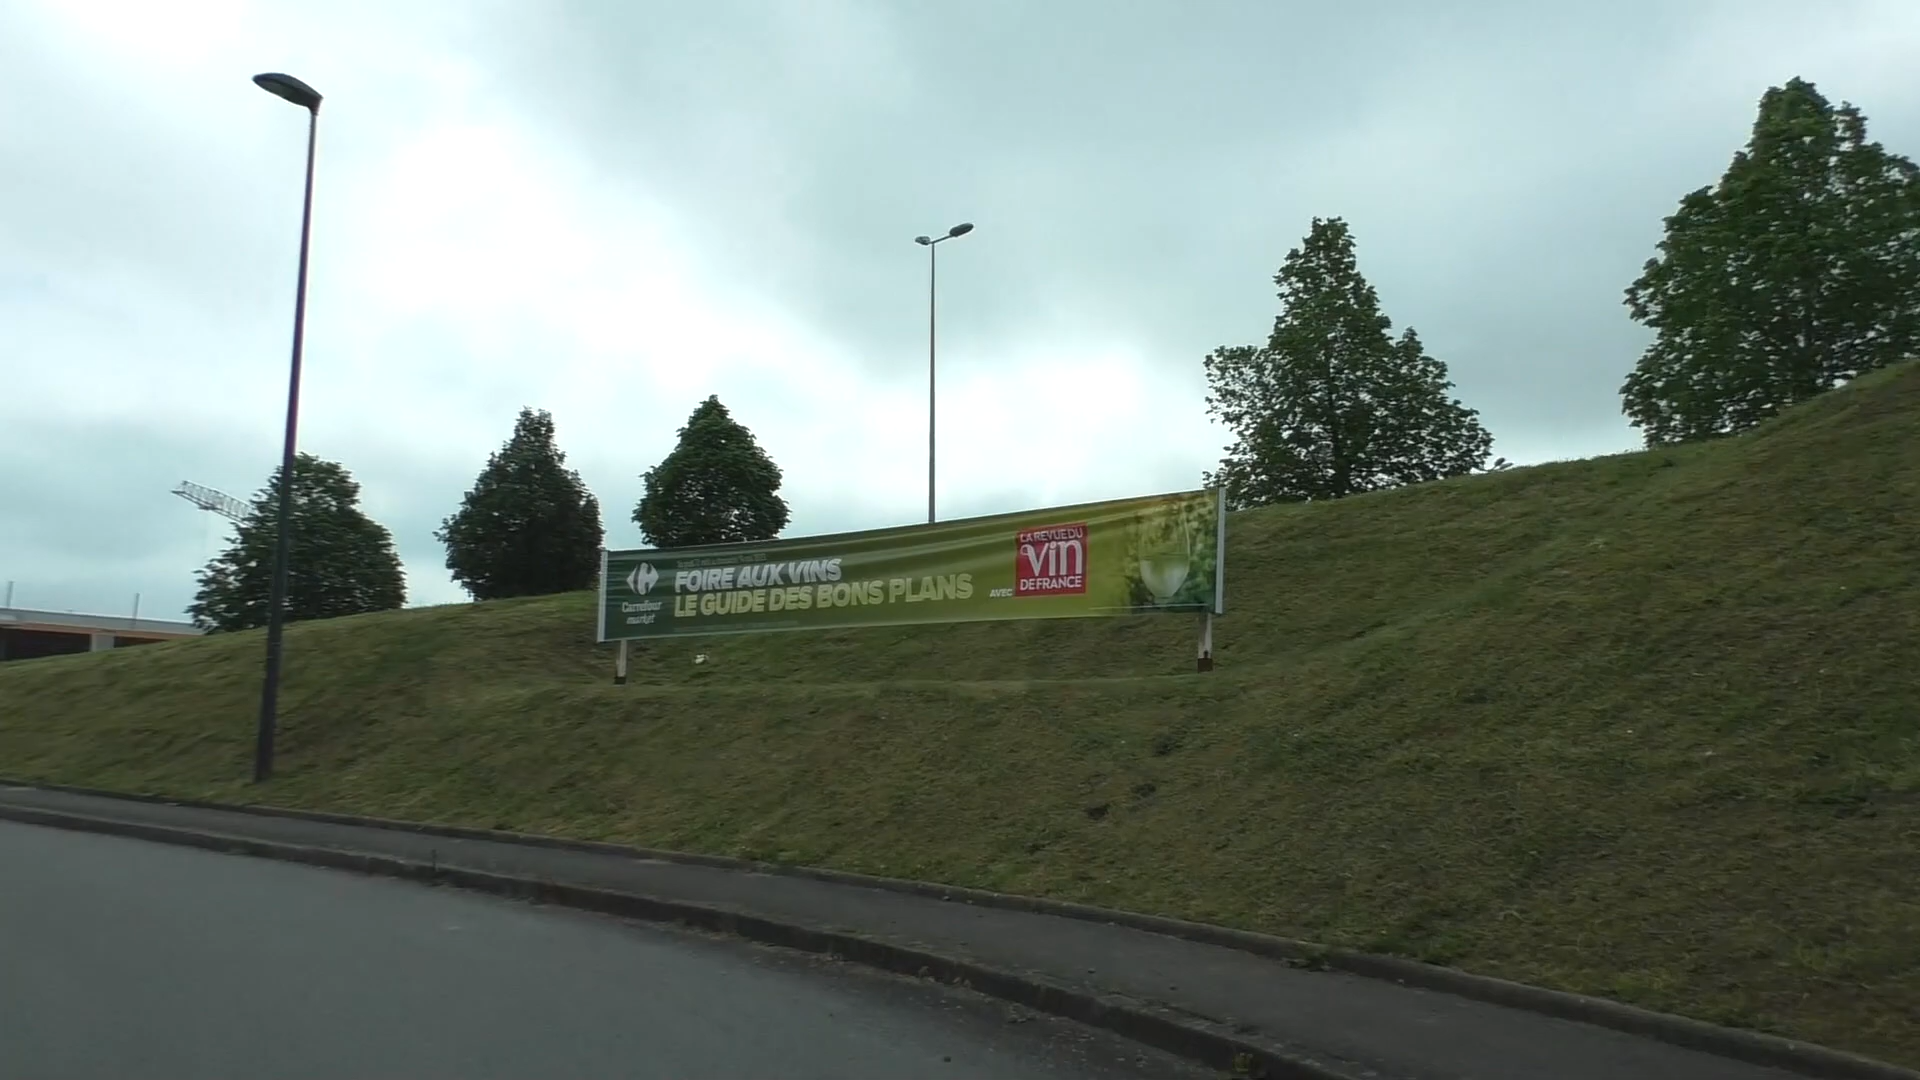 Carrefour
market
FOIRE AUX VINS
LE GUIDE DES BONS PLANS
AVEC
LA REVUE DU
vin
DE FRANCE